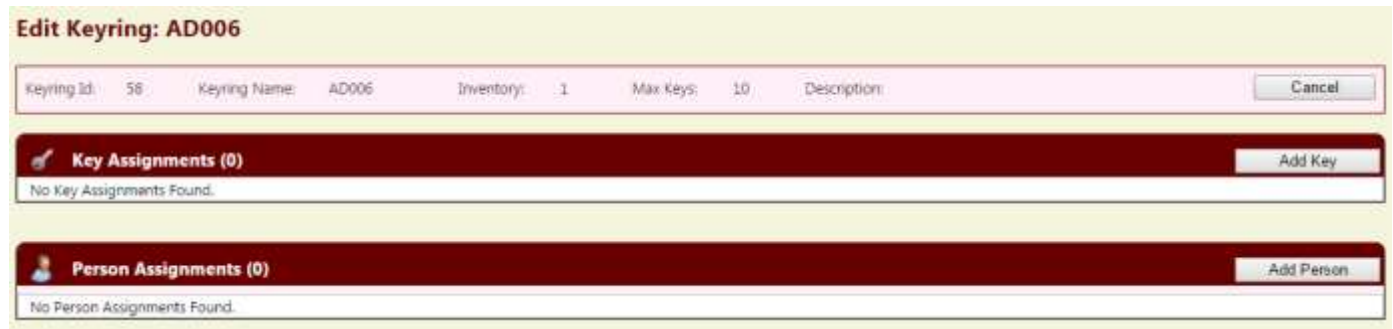 Edit Keyring: AD006
Keyring Id: 58 Keyring Name: AD006 Inventory: 1 Max Keys: 10 Description: Cancel
Key Assignments (0) Add Key
No Key Assignments Found.
Person Assignments (0) Add Person
No Person Assignments Found.